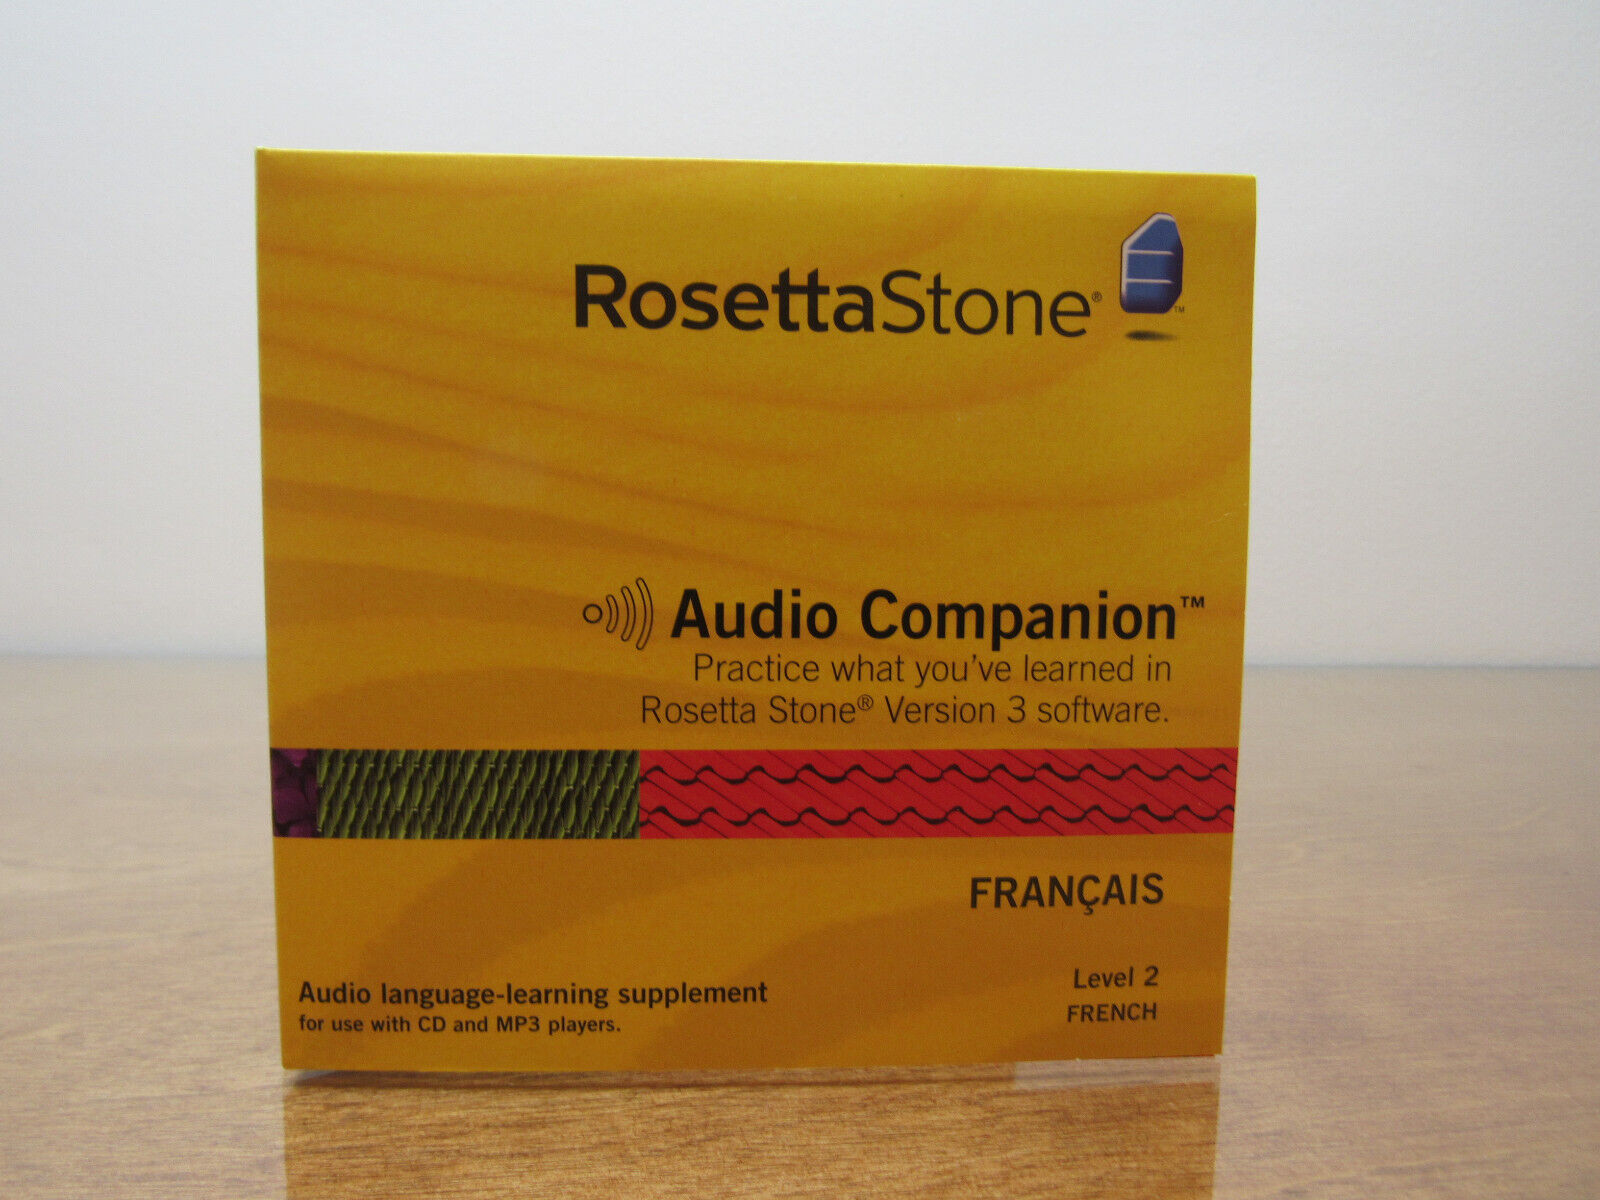 RosettaStone® ™
Audio Companion™
Practice what you've learned in
Rosetta Stone® Version 3 software.
FRANÇAIS
Level 2
FRENCH
Audio language-learning supplement
for use with CD and MP3 players.